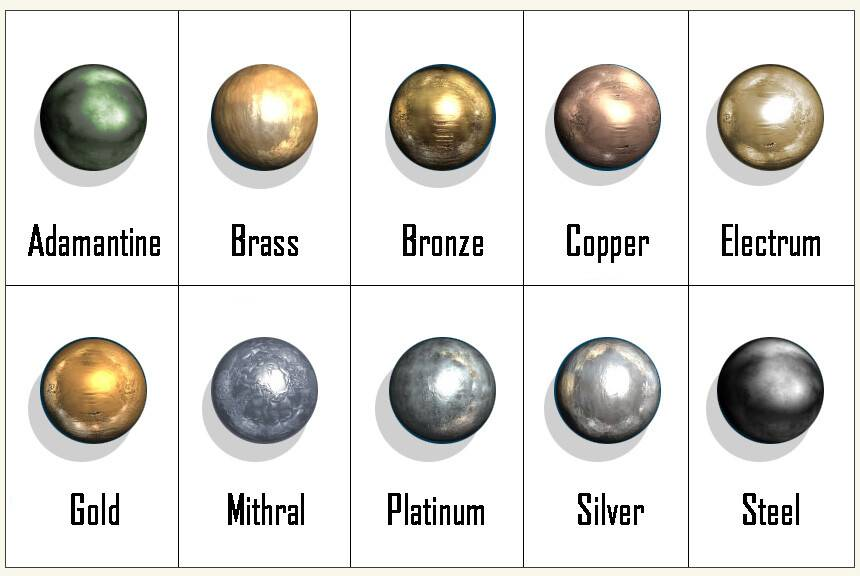 Adamantine Brass Bronze Copper Electrum
Gold Mithral Platinum Silver Steel